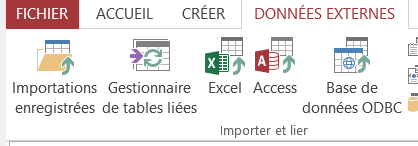 FICHIER ACCUEIL CRÉER DONNÉES EXTERNES
Importations enregistrées
Gestionnaire de tables liées
Excel
Access
Base de données ODBC
Importer et lier